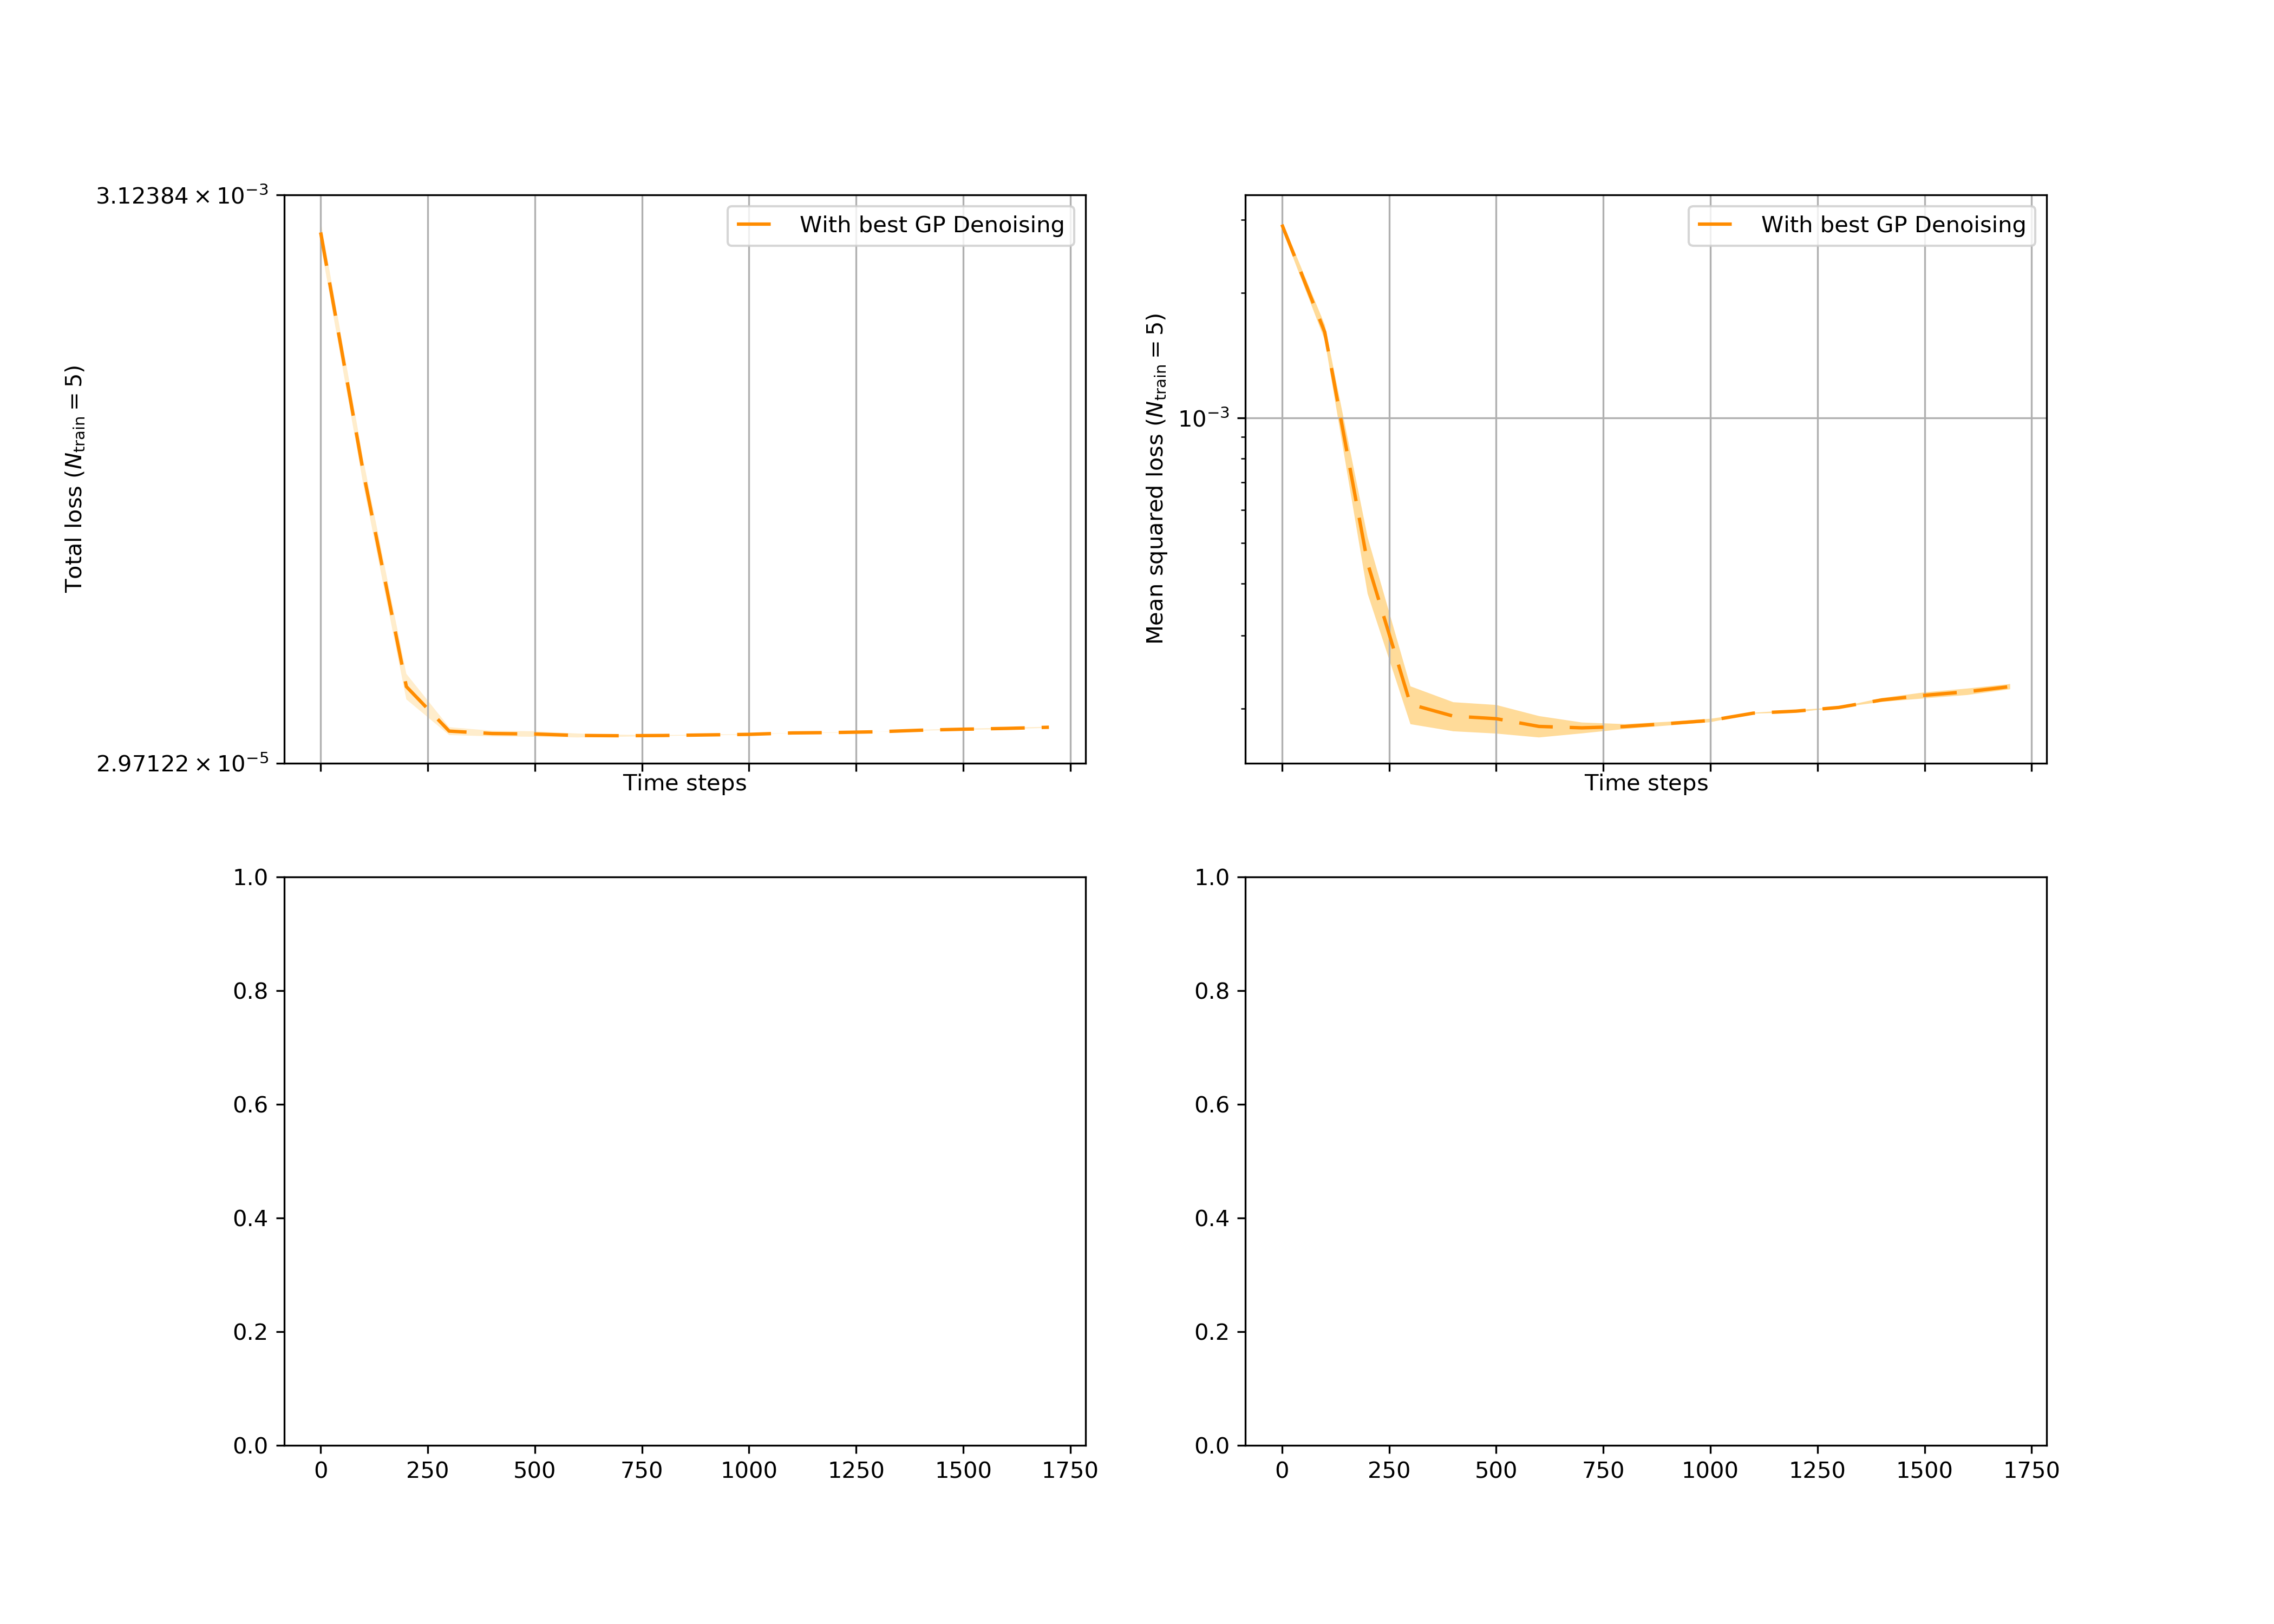 3.12384 × 10⁻³
2.97122 × 10⁻⁵
Total loss (N_train = 5)
With best GP Denoising
Time steps
10⁻³
Mean squared loss (N_train = 5)
With best GP Denoising
Time steps
1.0
0.8
0.6
0.4
0.2
0.0
0 250 500 750 1000 1250 1500 1750
1.0
0.8
0.6
0.4
0.2
0.0
0 250 500 750 1000 1250 1500 1750